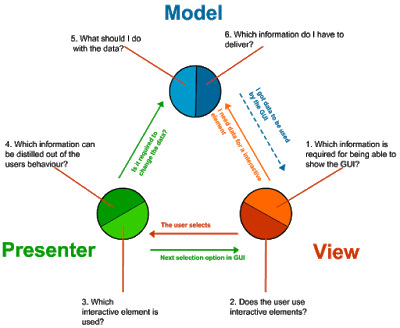 Model
5. What should I do
with the data?
6. Which information do I have to
deliver?
Is it required to
change the data?
I got data to be used
by the GUI
I need data for a interactive
element
4. Which information can
be distilled out of the
users behaviour?
1. Which information is
required for being able to
show the GUI?
The user selects
Presenter
View
Next selection option in GUI
3. Which
interactive element is
used?
2. Does the user use
interactive elements?